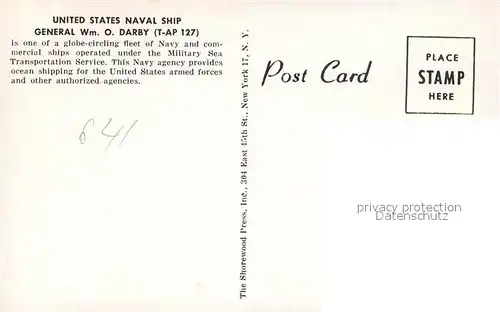 UNITED STATES NAVAL SHIP
GENERAL Wm. O. DARBY (T-AP 127)
is one of a globe-circling fleet of Navy and com-
mercial ships operated under the Military Sea
Transportation Service. This Navy agency provides
ocean shipping for the United States armed forces
and other authorized agencies.
641
The Shorewood Press, Inc., 304 East 45th St., New York 17, N. Y.
Post Card
PLACE
STAMP
HERE
privacy protection
Datenschutz